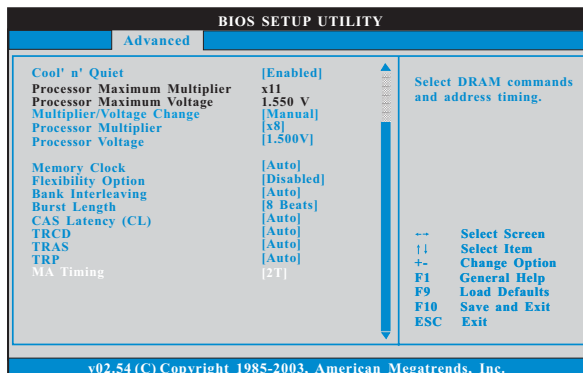 BIOS SETUP UTILITY
Advanced
Cool' n' Quiet [Enabled]
Processor Maximum Multiplier x11
Processor Maximum Voltage 1.550 V
Multiplier/Voltage Change [Manual]
Processor Multiplier [x8]
Processor Voltage [1.500V]
Memory Clock [Auto]
Flexibility Option [Disabled]
Bank Interleaving [Auto]
Burst Length [8 Beats]
CAS Latency (CL) [Auto]
TRCD [Auto]
TRAS [Auto]
TRP [Auto]
MA Timing [2T]
Select DRAM commands
and address timing.
←→ Select Screen
↑↓ Select Item
+- Change Option
F1 General Help
F9 Load Defaults
F10 Save and Exit
ESC Exit
v02.54 (C) Copyright 1985-2003, American Megatrends, Inc.